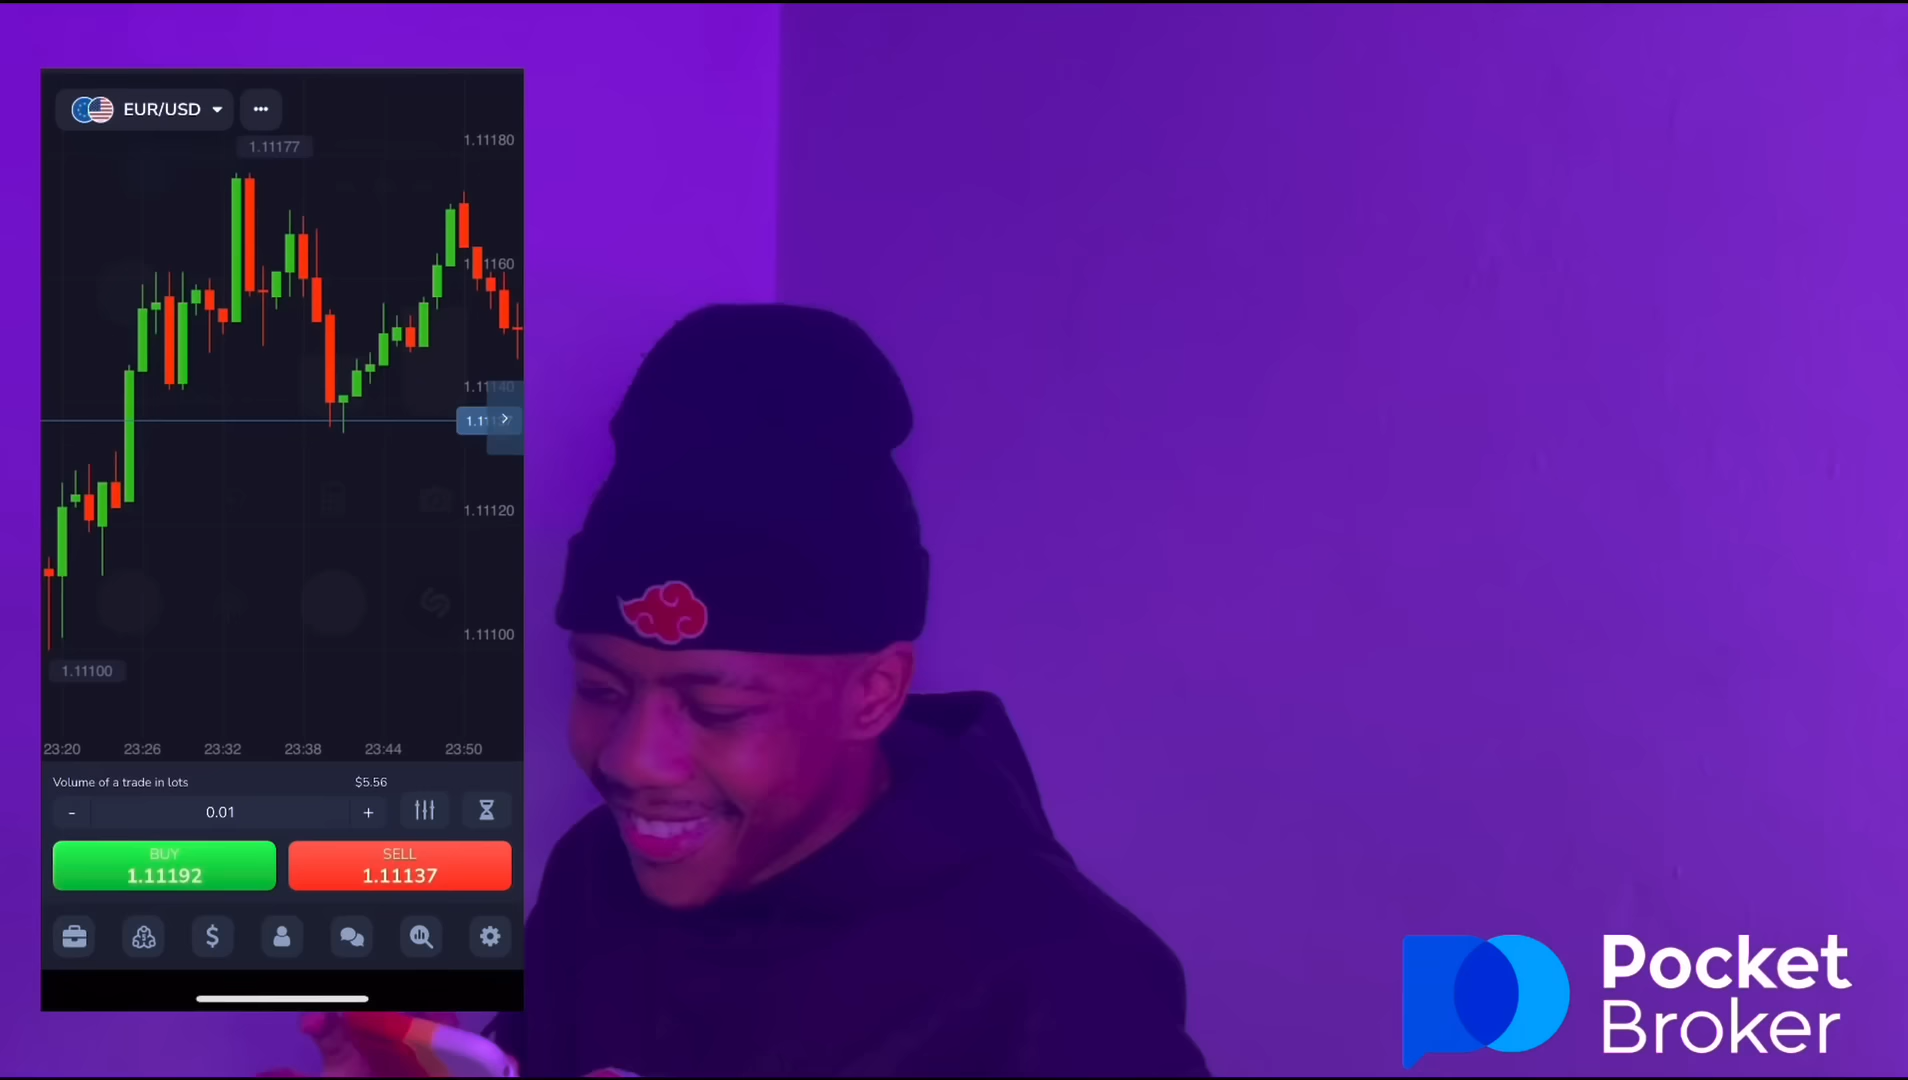 EUR/USD
1.11177
1.11180
1.11160
1.11140
1.11120
1.11100
1.11100
23:20 23:26 23:32 23:38 23:44 23:50
Volume of a trade in lots $5.56
- 0.01 +
BUY
1.11192
SELL
1.11137
Pocket
Broker